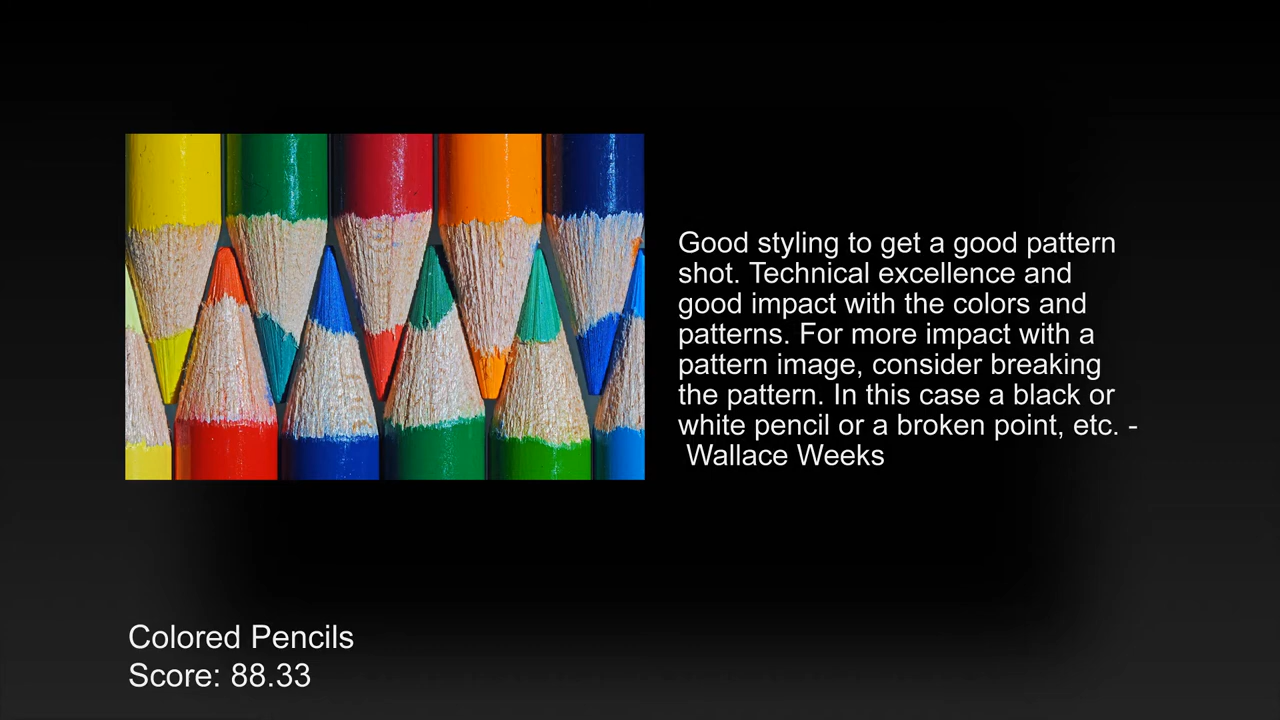 Good styling to get a good pattern
shot. Technical excellence and
good impact with the colors and
patterns. For more impact with a
pattern image, consider breaking
the pattern. In this case a black or
white pencil or a broken point, etc. -
Wallace Weeks
Colored Pencils
Score: 88.33